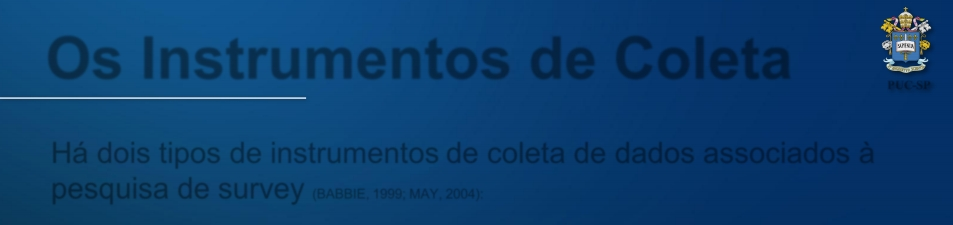 Os Instrumentos de Coleta
SAPIENTIA
PUC-SP
Há dois tipos de instrumentos de coleta de dados associados à
pesquisa de survey (BABBIE. 1999; MAY, 2004):